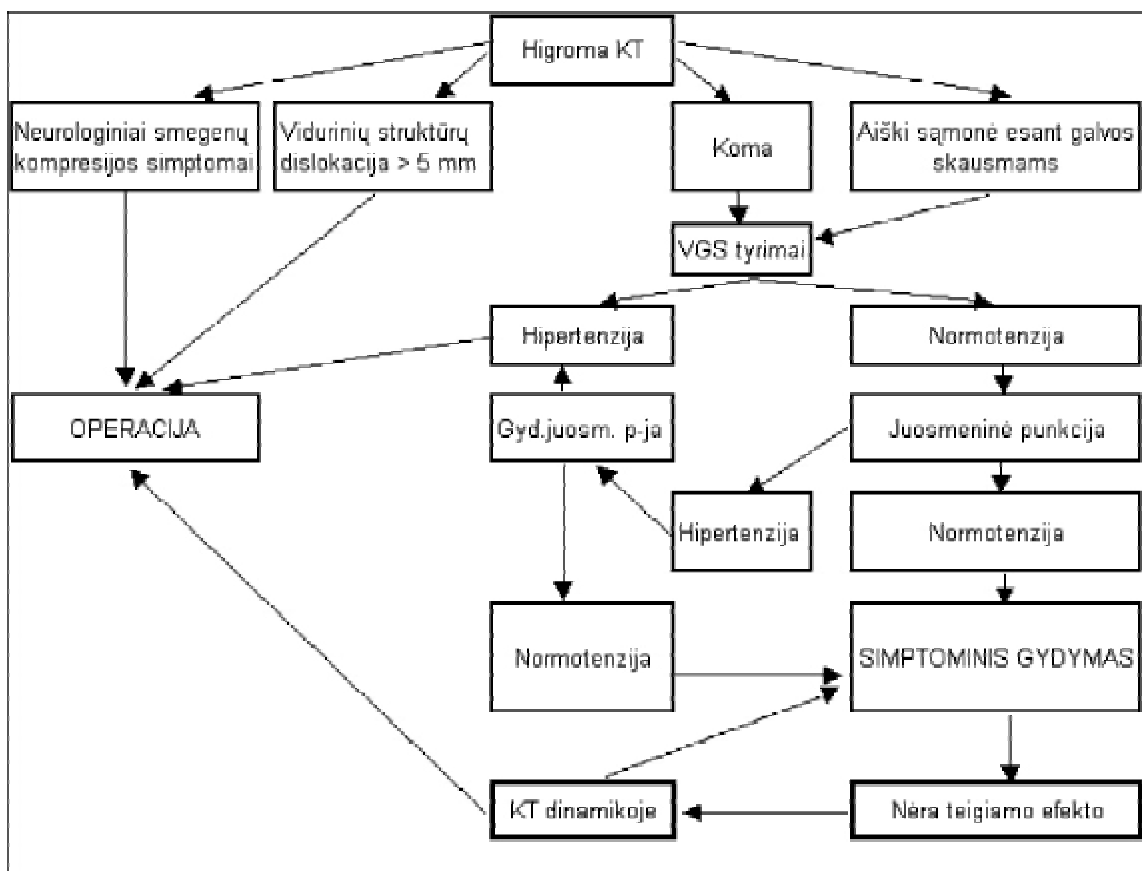 Higroma KT
Neurologiniai smegenų
kompresijos simptomai
Vidurinių struktūrų
dislokacija > 5 mm
Koma
Aiški sąmonė esant galvos
skausmams
VGS tyrimai
Hipertenzija
Normotenzija
OPERACIJA
Gyd.juosm. p-ja
Juosmeninė punkcija
Hipertenzija
Normotenzija
Normotenzija
SIMPTOMINIS GYDYMAS
KT dinamikoje
Nėra teigiamo efekto